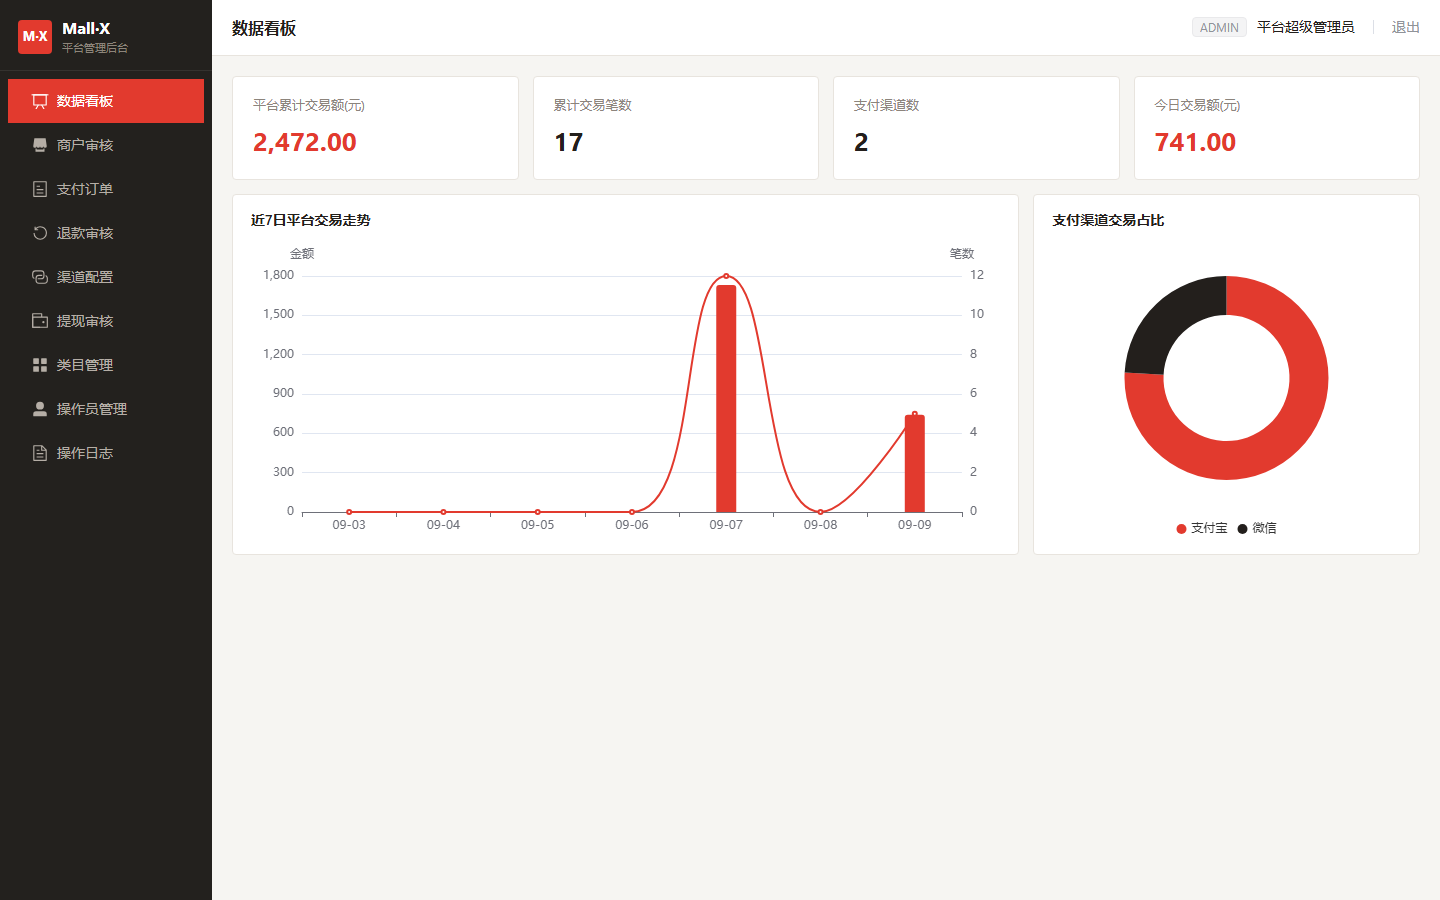 M·X
Mall·X
平台管理后台
数据看板
商户审核
支付订单
退款审核
渠道配置
提现审核
类目管理
操作员管理
操作日志
数据看板
ADMIN 平台超级管理员 退出
平台累计交易额(元)
2,472.00
累计交易笔数
17
支付渠道数
2
今日交易额(元)
741.00
近7日平台交易走势
金额 笔数
1,800 12
1,500 10
1,200 8
900 6
600 4
300 2
0 0
09-03 09-04 09-05 09-06 09-07 09-08 09-09
支付渠道交易占比
支付宝 微信